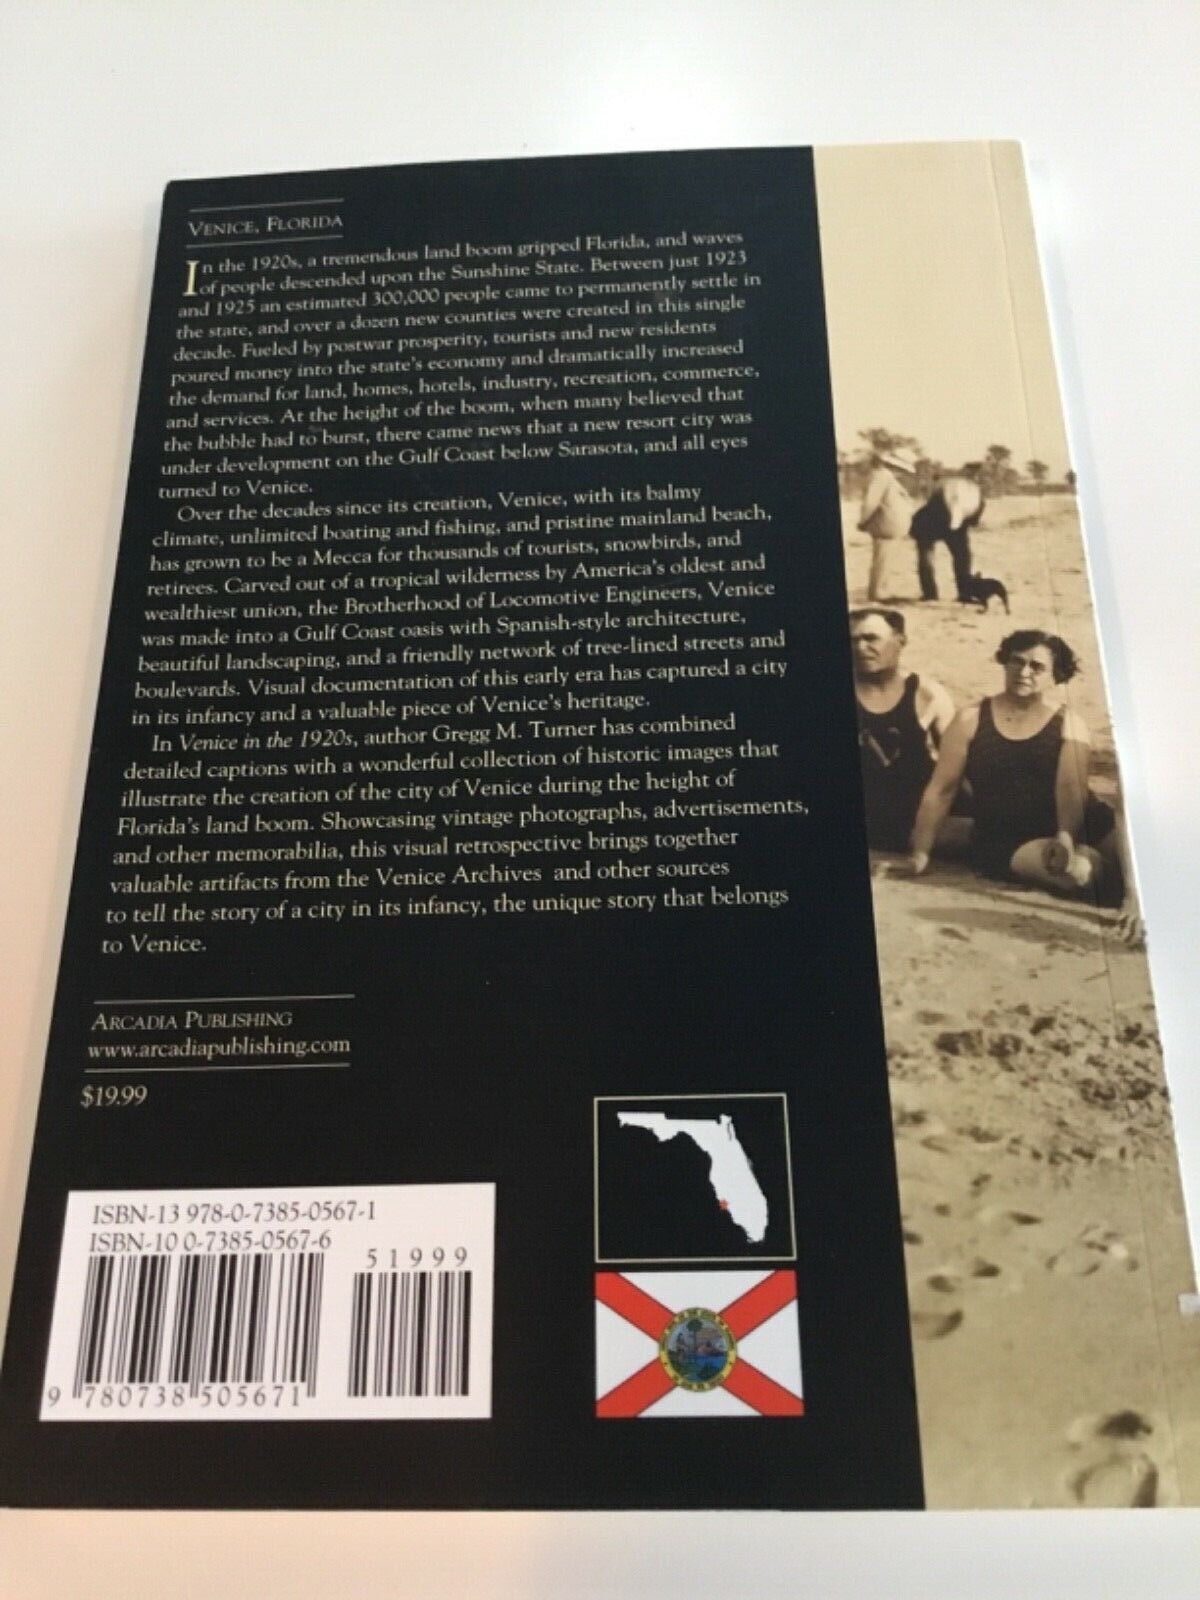 VENICE, FLORIDA
In the 1920s, a tremendous land boom gripped Florida, and waves
of people descended upon the Sunshine State. Between just 1923
and 1925 an estimated 300,000 people came to permanently settle in
the state, and over a dozen new counties were created in this single
decade. Fueled by postwar prosperity, tourists and new residents
poured money into the state's economy and dramatically increased
the demand for land, homes, hotels, industry, recreation, commerce,
and services. At the height of the boom, when many believed that
the bubble had to burst, there came news that a new resort city was
under development on the Gulf Coast below Sarasota, and all eyes
turned to Venice.
Over the decades since its creation, Venice, with its balmy
climate, unlimited boating and fishing, and pristine mainland beach,
has grown to be a Mecca for thousands of tourists, snowbirds, and
retirees. Carved out of a tropical wilderness by America's oldest and
wealthiest union, the Brotherhood of Locomotive Engineers, Venice
was made into a Gulf Coast oasis with Spanish-style architecture,
beautiful landscaping, and a friendly network of tree-lined streets and
boulevards. Visual documentation of this early era has captured a city
in its infancy and a valuable piece of Venice's heritage.
In Venice in the 1920s, author Gregg M. Turner has combined
detailed captions with a wonderful collection of historic images that
illustrate the creation of the city of Venice during the height of
Florida's land boom. Showcasing vintage photographs, advertisements,
and other memorabilia, this visual retrospective brings together
valuable artifacts from the Venice Archives and other sources
to tell the story of a city in its infancy, the unique story that belongs
to Venice.
ARCADIA PUBLISHING
www.arcadiapublishing.com
$19.99
ISBN-13 978-0-7385-0567-1
ISBN-10 0-7385-0567-6
51999
9 780738 505671